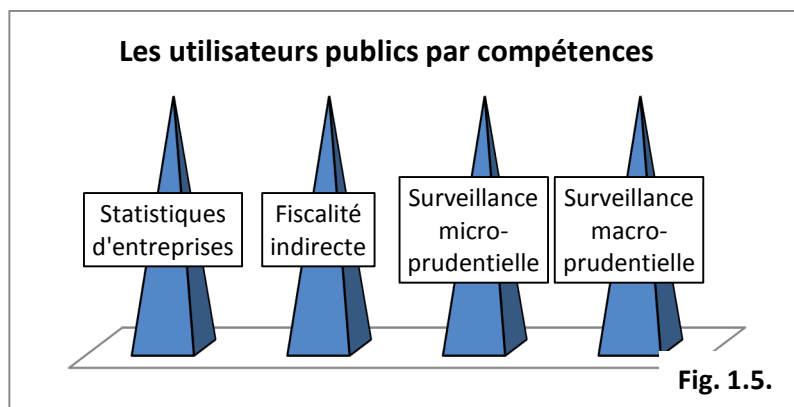 Les utilisateurs publics par compétences
Statistiques
d'entreprises
Fiscalité
indirecte
Surveillance
micro-
prudentielle
Surveillance
macro-
prudentielle
Fig. 1.5.